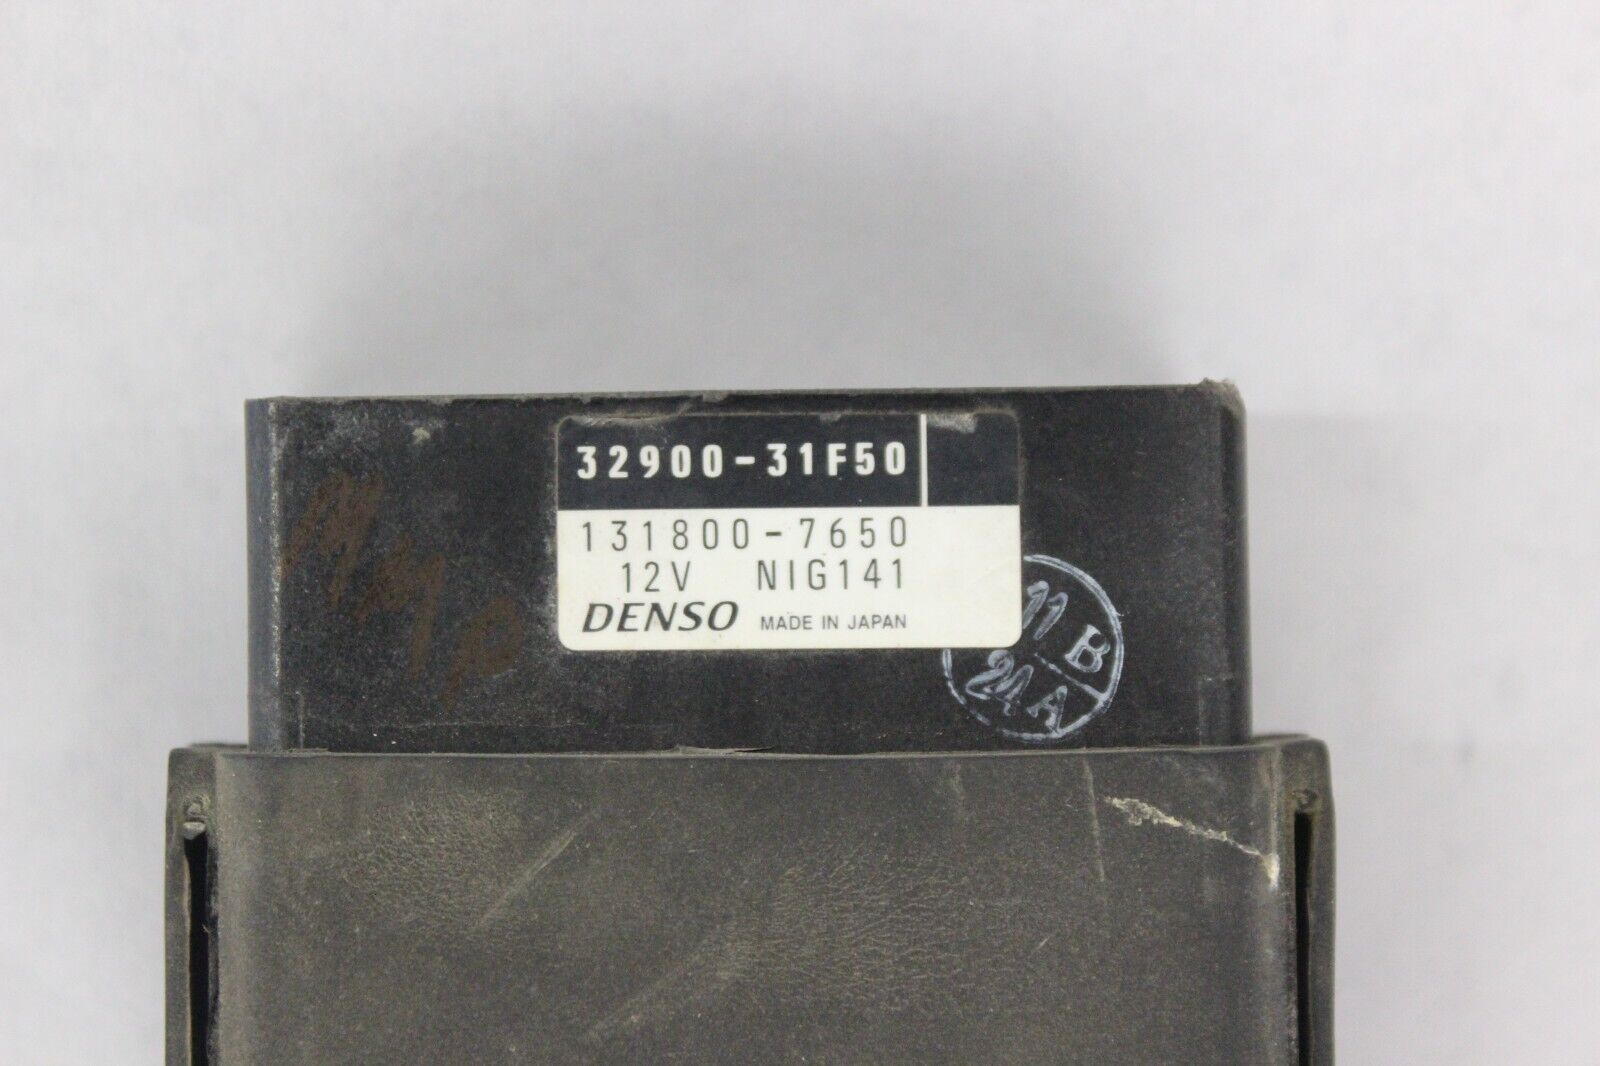 32900-31F50
131800-7650
12V NIG141
DENSO MADE IN JAPAN
11 B
24 A